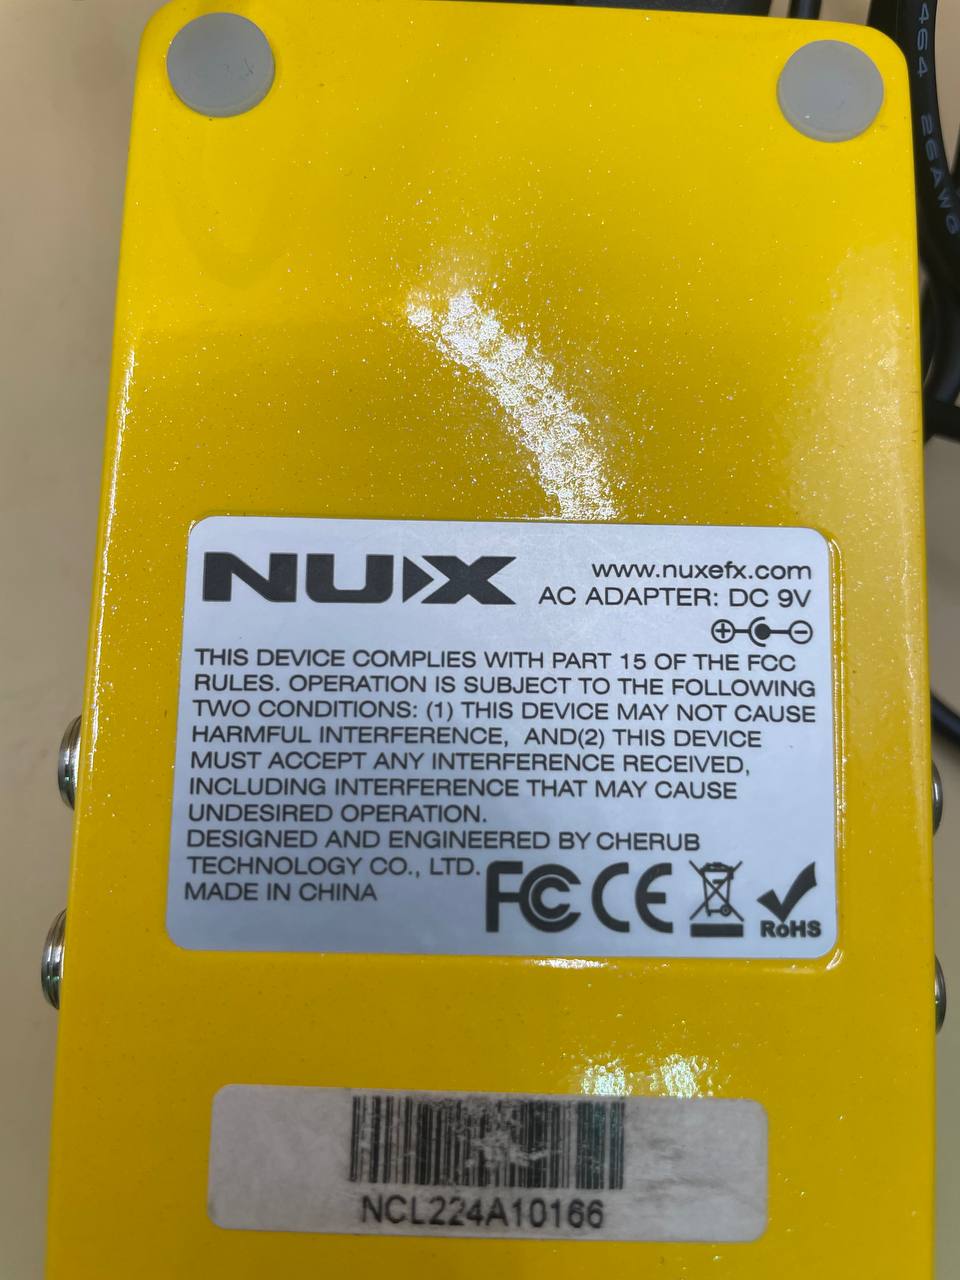 464 26AWG
NUX
www.nuxefx.com
AC ADAPTER: DC 9V
THIS DEVICE COMPLIES WITH PART 15 OF THE FCC
RULES. OPERATION IS SUBJECT TO THE FOLLOWING
TWO CONDITIONS: (1) THIS DEVICE MAY NOT CAUSE
HARMFUL INTERFERENCE, AND(2) THIS DEVICE
MUST ACCEPT ANY INTERFERENCE RECEIVED,
INCLUDING INTERFERENCE THAT MAY CAUSE
UNDESIRED OPERATION.
DESIGNED AND ENGINEERED BY CHERUB
TECHNOLOGY CO., LTD.
MADE IN CHINA
FC CE RoHS
NCL224A10166